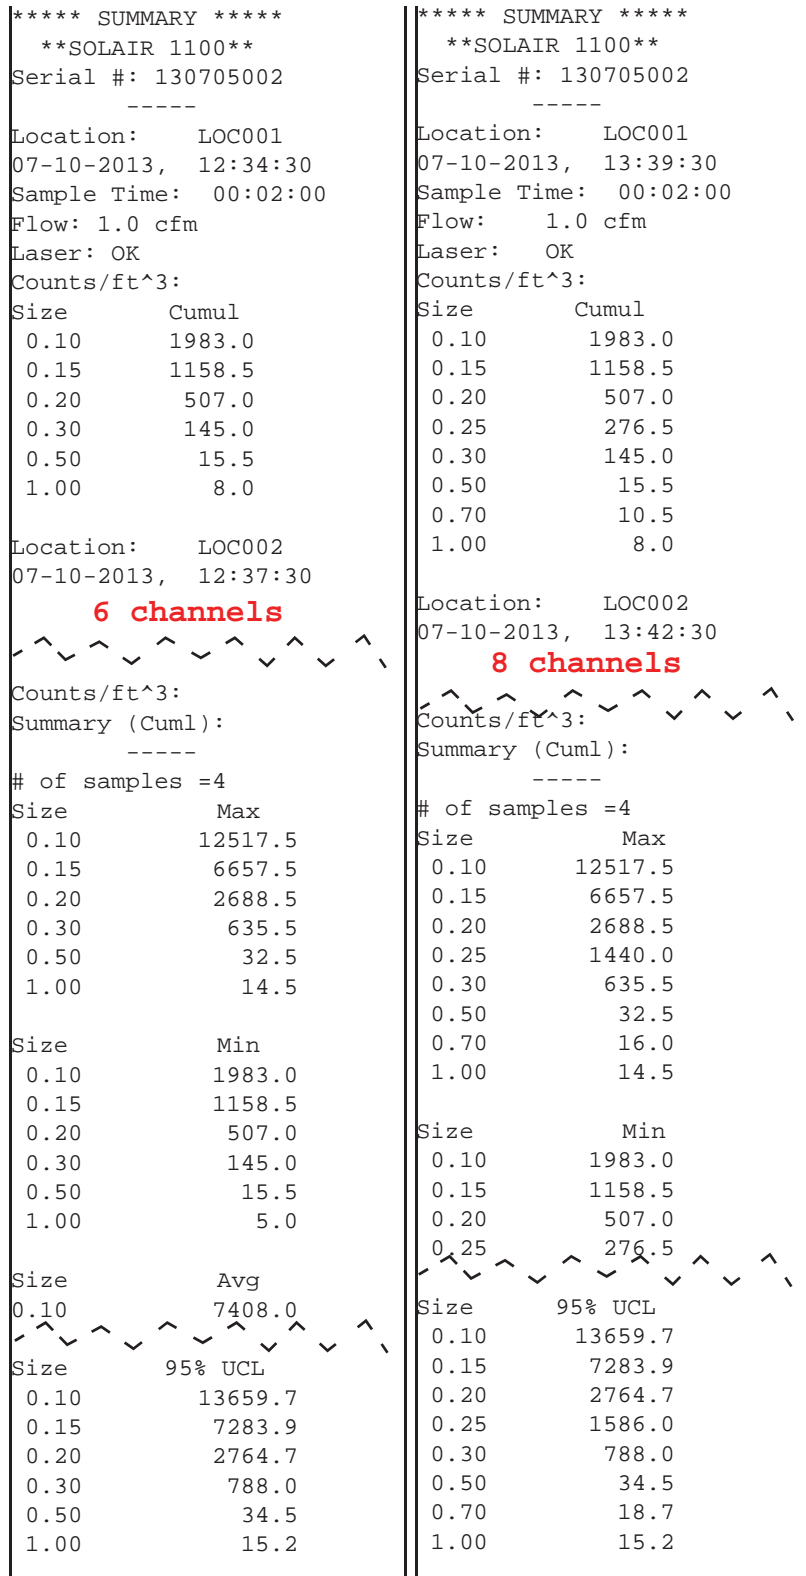 ***** SUMMARY *****
**SOLAIR 1100**
Serial #: 130705002
-----
Location: LOC001
07-10-2013, 12:34:30
Sample Time: 00:02:00
Flow: 1.0 cfm
Laser: OK
Counts/ft^3:
Size Cumul
0.10 1983.0
0.15 1158.5
0.20 507.0
0.30 145.0
0.50 15.5
1.00 8.0
Location: LOC002
07-10-2013, 12:37:30
6 channels
Counts/ft^3:
Summary (Cuml):
-----
# of samples =4
Size Max
0.10 12517.5
0.15 6657.5
0.20 2688.5
0.30 635.5
0.50 32.5
1.00 14.5
Size Min
0.10 1983.0
0.15 1158.5
0.20 507.0
0.30 145.0
0.50 15.5
1.00 5.0
Size Avg
0.10 7408.0
Size 95% UCL
0.10 13659.7
0.15 7283.9
0.20 2764.7
0.30 788.0
0.50 34.5
1.00 15.2
***** SUMMARY *****
**SOLAIR 1100**
Serial #: 130705002
-----
Location: LOC001
07-10-2013, 13:39:30
Sample Time: 00:02:00
Flow: 1.0 cfm
Laser: OK
Counts/ft^3:
Size Cumul
0.10 1983.0
0.15 1158.5
0.20 507.0
0.25 276.5
0.30 145.0
0.50 15.5
0.70 10.5
1.00 8.0
Location: LOC002
07-10-2013, 13:42:30
8 channels
Counts/ft^3:
Summary (Cuml):
-----
# of samples =4
Size Max
0.10 12517.5
0.15 6657.5
0.20 2688.5
0.25 1440.0
0.30 635.5
0.50 32.5
0.70 16.0
1.00 14.5
Size Min
0.10 1983.0
0.15 1158.5
0.20 507.0
0.25 276.5
Size 95% UCL
0.10 13659.7
0.15 7283.9
0.20 2764.7
0.25 1586.0
0.30 788.0
0.50 34.5
0.70 18.7
1.00 15.2